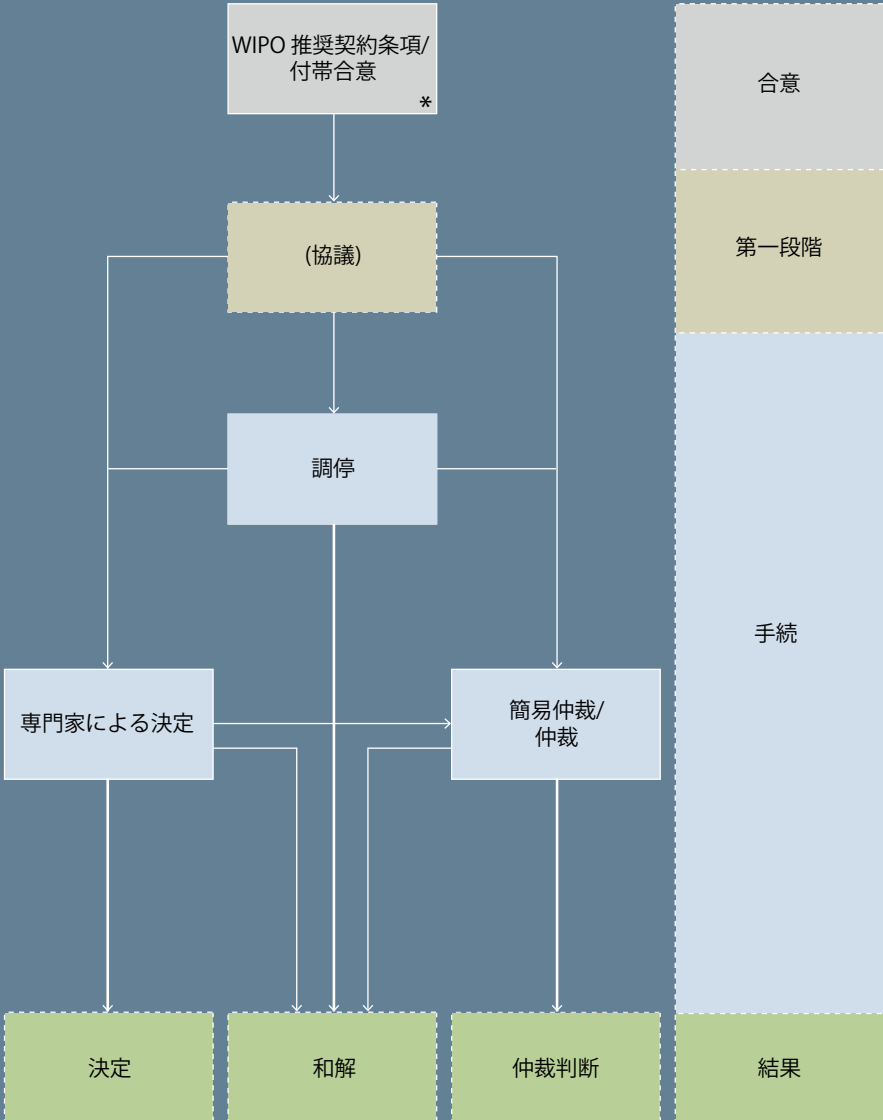 WIPO 推奨契約条項/
付帯合意
*
合意
(協議)
第一段階
調停
手続
専門家による決定
簡易仲裁/
仲裁
決定
和解
仲裁判断
結果